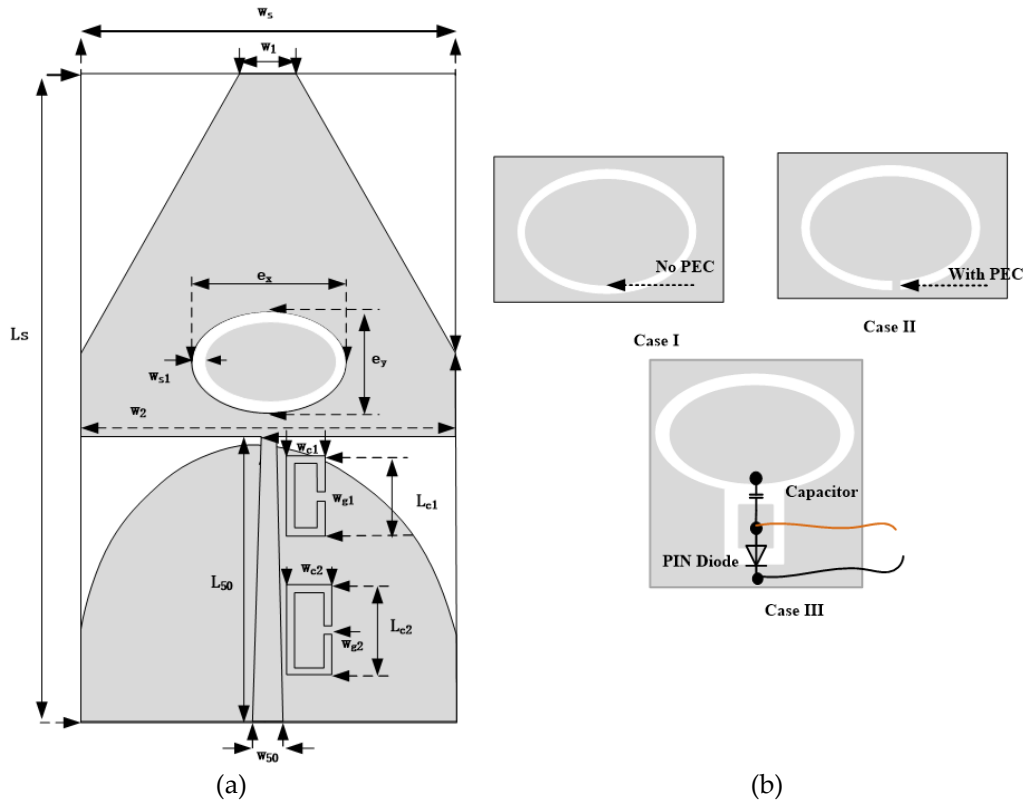 Ws
W1
ex
Ls
ey
Ws1
W2
Wc1
Wg1
Lc1
L50
Wc2
Lc2
Wg2
W50
(a)
No PEC
With PEC
Case I
Case II
Capacitor
PIN Diode
Case III
(b)